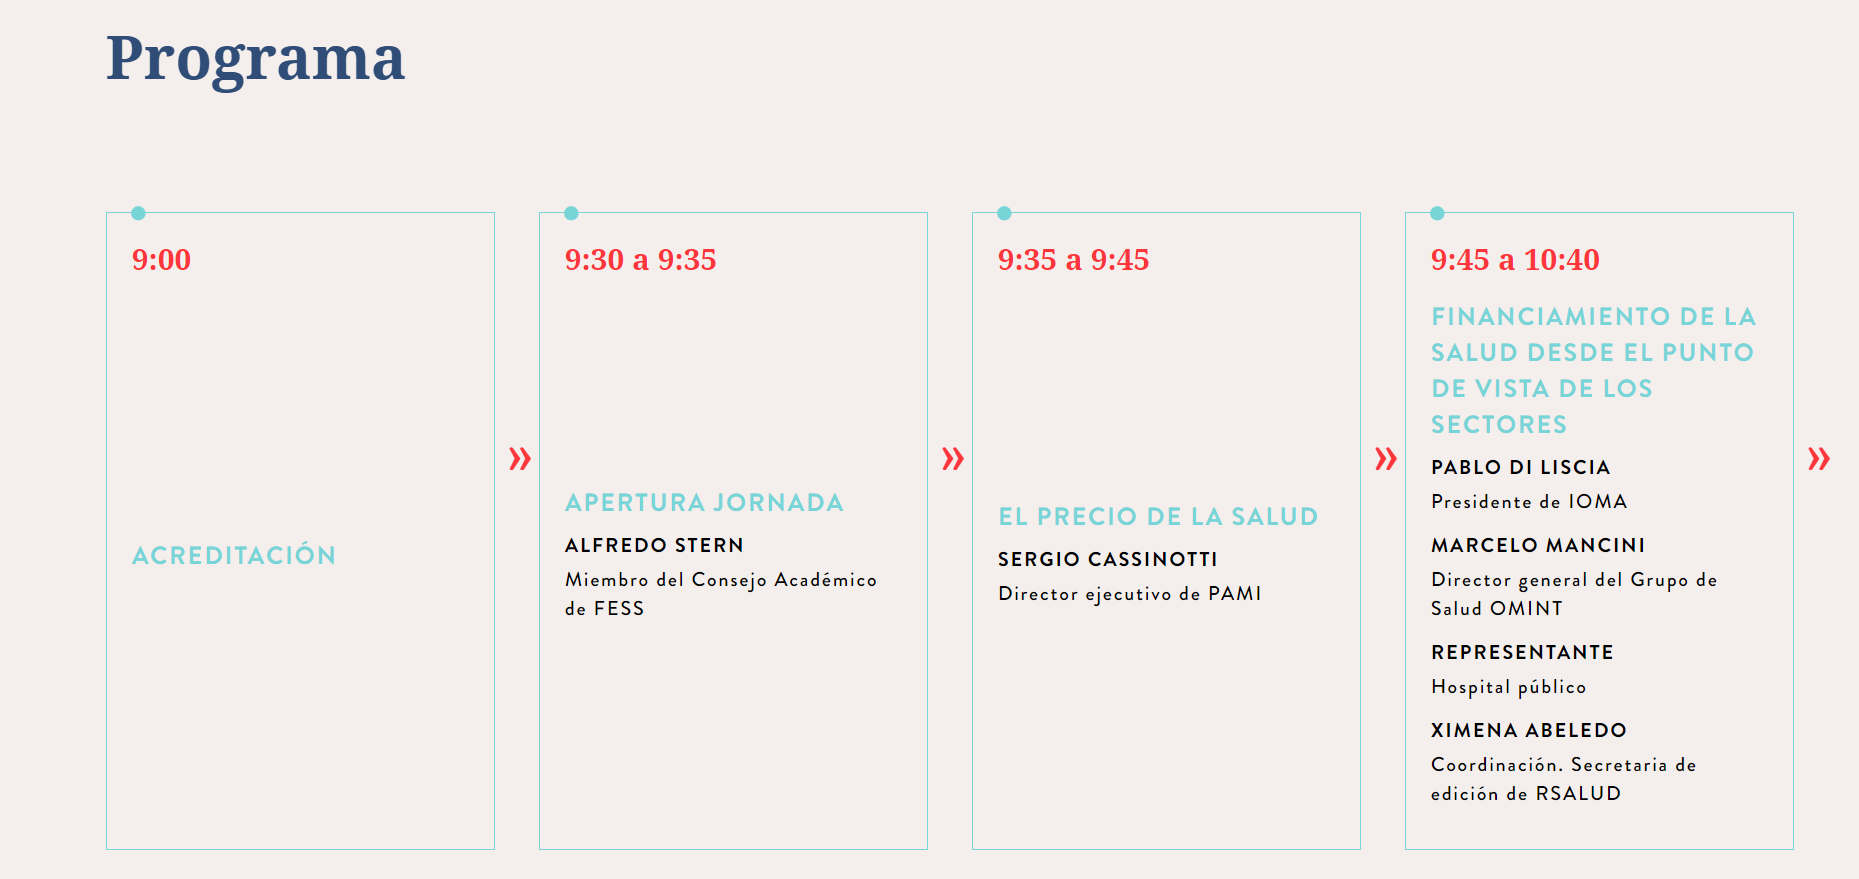 Programa
9:00
ACREDITACIÓN
»
9:30 a 9:35
APERTURA JORNADA
ALFREDO STERN
Miembro del Consejo Académico
de FESS
»
9:35 a 9:45
EL PRECIO DE LA SALUD
SERGIO CASSINOTTI
Director ejecutivo de PAMI
»
9:45 a 10:40
FINANCIAMIENTO DE LA
SALUD DESDE EL PUNTO
DE VISTA DE LOS
SECTORES
PABLO DI LISCIA
Presidente de IOMA
MARCELO MANCINI
Director general del Grupo de
Salud OMINT
REPRESENTANTE
Hospital público
XIMENA ABELEDO
Coordinación. Secretaria de
edición de RSALUD
»